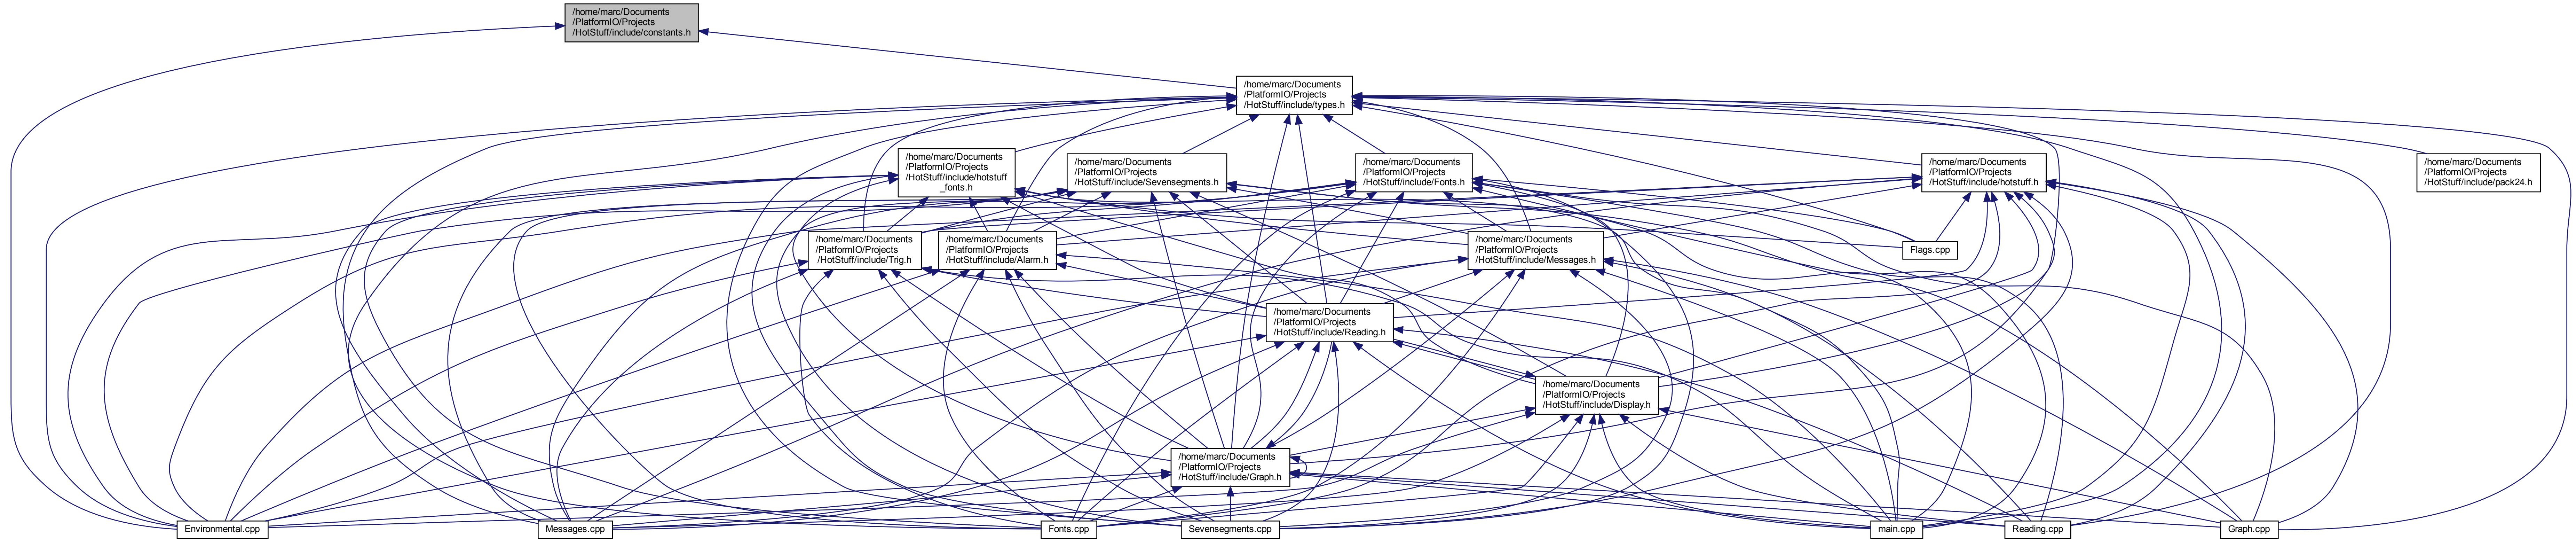 /home/marc/Documents
/PlatformIO/Projects
/HotStuff/include/constants.h
/home/marc/Documents
/PlatformIO/Projects
/HotStuff/include/types.h
/home/marc/Documents
/PlatformIO/Projects
/HotStuff/include/hotstuff
_fonts.h
/home/marc/Documents
/PlatformIO/Projects
/HotStuff/include/Sevensegments.h
/home/marc/Documents
/PlatformIO/Projects
/HotStuff/include/Fonts.h
/home/marc/Documents
/PlatformIO/Projects
/HotStuff/include/hotstuff.h
/home/marc/Documents
/PlatformIO/Projects
/HotStuff/include/pack24.h
/home/marc/Documents
/PlatformIO/Projects
/HotStuff/include/Trig.h
/home/marc/Documents
/PlatformIO/Projects
/HotStuff/include/Alarm.h
/home/marc/Documents
/PlatformIO/Projects
/HotStuff/include/Messages.h
Flags.cpp
/home/marc/Documents
/PlatformIO/Projects
/HotStuff/include/Reading.h
/home/marc/Documents
/PlatformIO/Projects
/HotStuff/include/Display.h
/home/marc/Documents
/PlatformIO/Projects
/HotStuff/include/Graph.h
Environmental.cpp
Messages.cpp
Fonts.cpp
Sevensegments.cpp
main.cpp
Reading.cpp
Graph.cpp